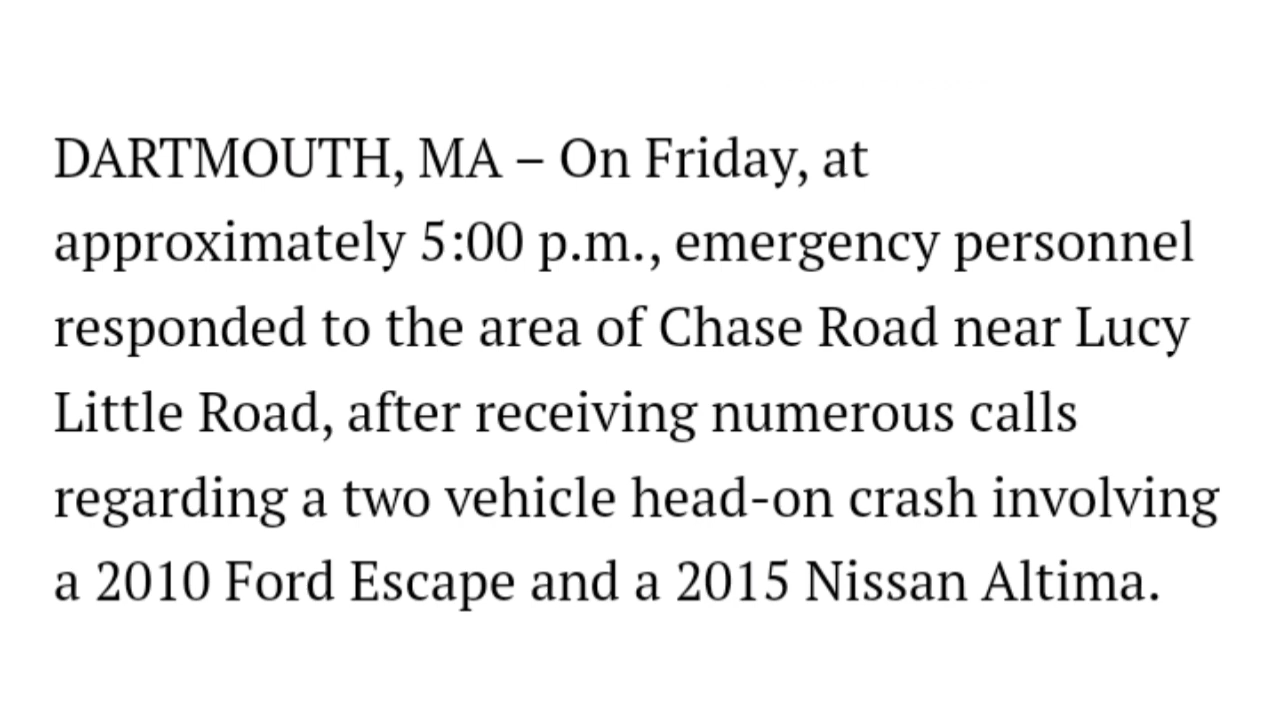 DARTMOUTH, MA – On Friday, at
approximately 5:00 p.m., emergency personnel
responded to the area of Chase Road near Lucy
Little Road, after receiving numerous calls
regarding a two vehicle head-on crash involving
a 2010 Ford Escape and a 2015 Nissan Altima.